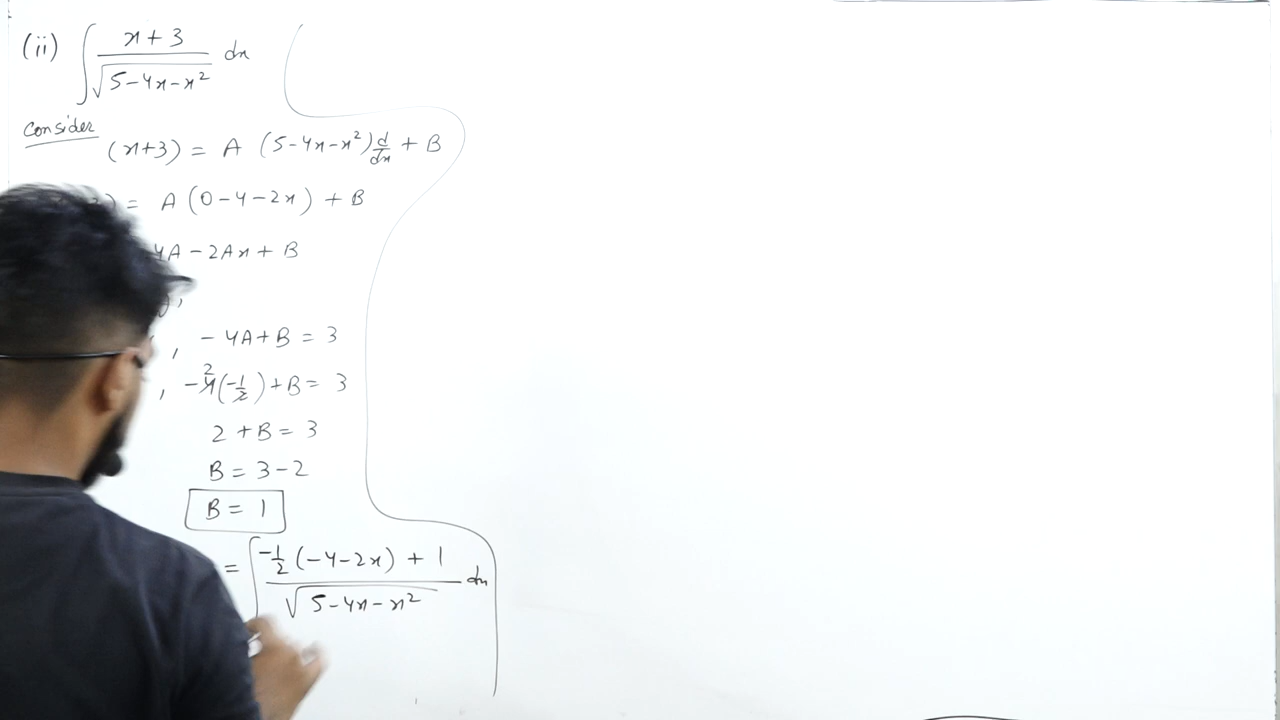 (ii) ∫ x+3 / √(5-4x-x²) dx
Consider
(x+3) = A (5-4x-x²) d/dx + B
) = A (0-4-2x) + B
4A - 2Ax + B
, - 4A+B = 3
, -4(-1/2) + B = 3
2
2 + B = 3
B = 3-2
B = 1
= ∫ -1/2 (-4-2x) + 1 / √(5-4x-x²) dx